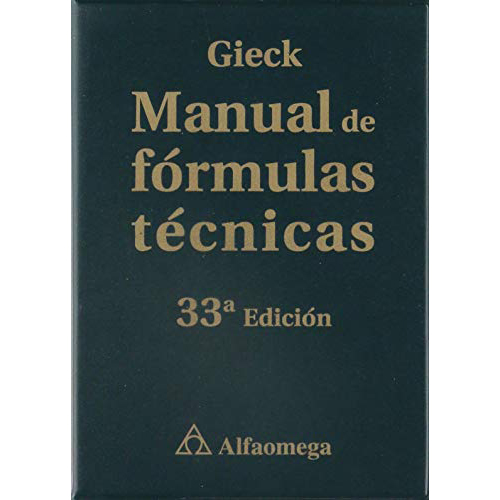 Gieck
Manual de
fórmulas
técnicas
33ª Edición
Alfaomega